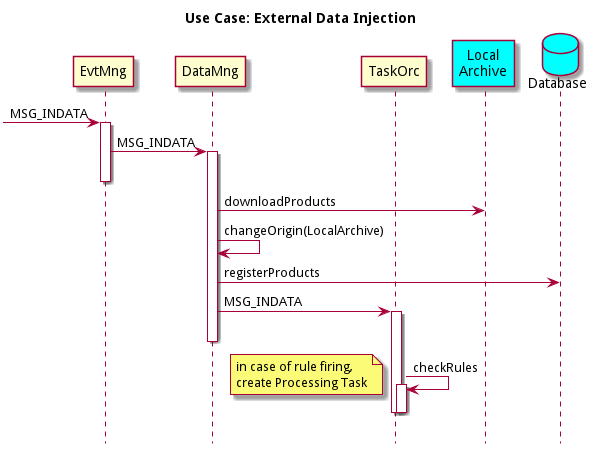 Use Case: External Data Injection
EvtMng
DataMng
TaskOrc
Local
Archive
Database
MSG_INDATA
MSG_INDATA
downloadProducts
changeOrigin(LocalArchive)
registerProducts
MSG_INDATA
in case of rule firing,
create Processing Task
checkRules